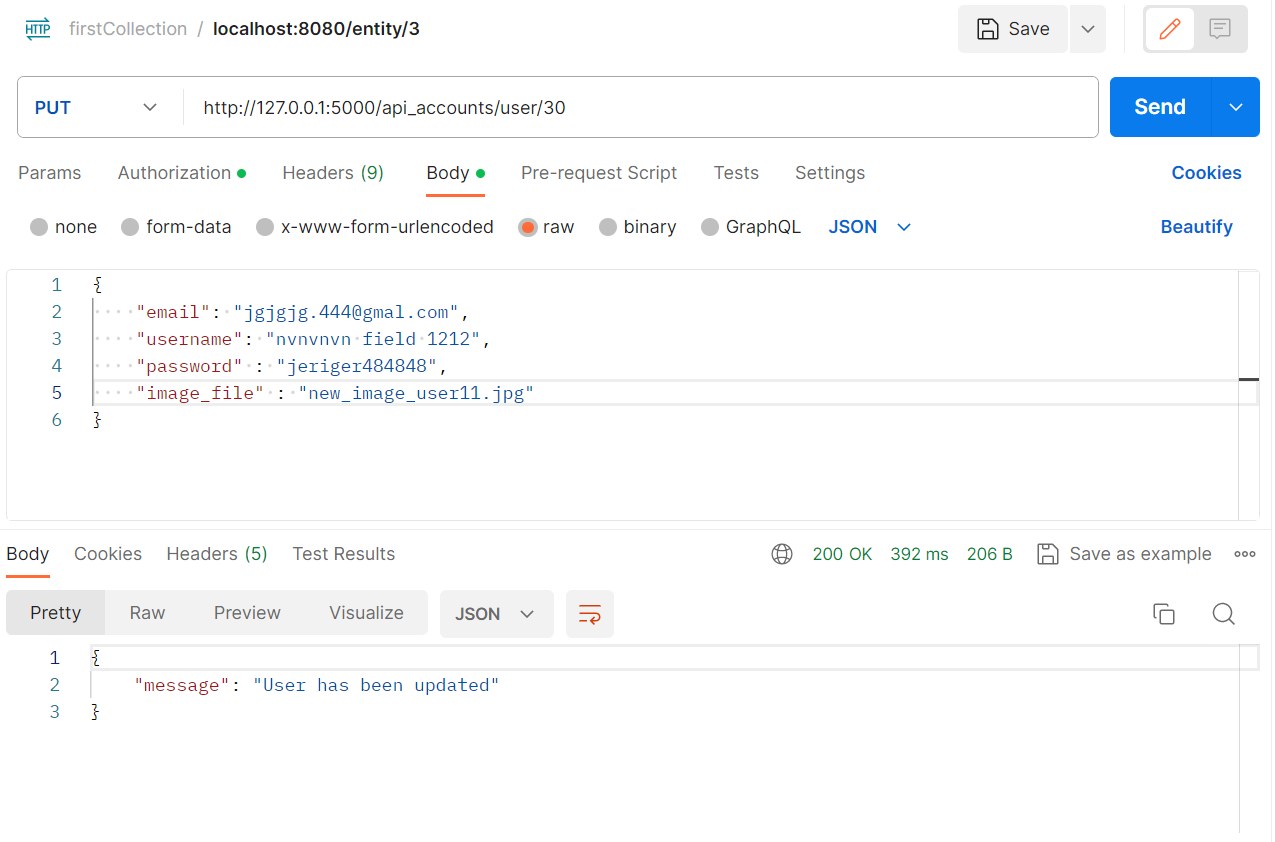 HTTP firstCollection / localhost:8080/entity/3 Save
PUT http://127.0.0.1:5000/api_accounts/user/30 Send
Params Authorization Headers (9) Body Pre-request Script Tests Settings Cookies
none form-data x-www-form-urlencoded raw binary GraphQL JSON Beautify
1 {
2 "email": "jgjgjg.444@gmal.com",
3 "username": "nvnvnvn field 1212",
4 "password" : "jeriger484848",
5 "image_file" : "new_image_user11.jpg"
6 }
Body Cookies Headers (5) Test Results 200 OK 392 ms 206 B Save as example
Pretty Raw Preview Visualize JSON
1 {
2 "message": "User has been updated"
3 }